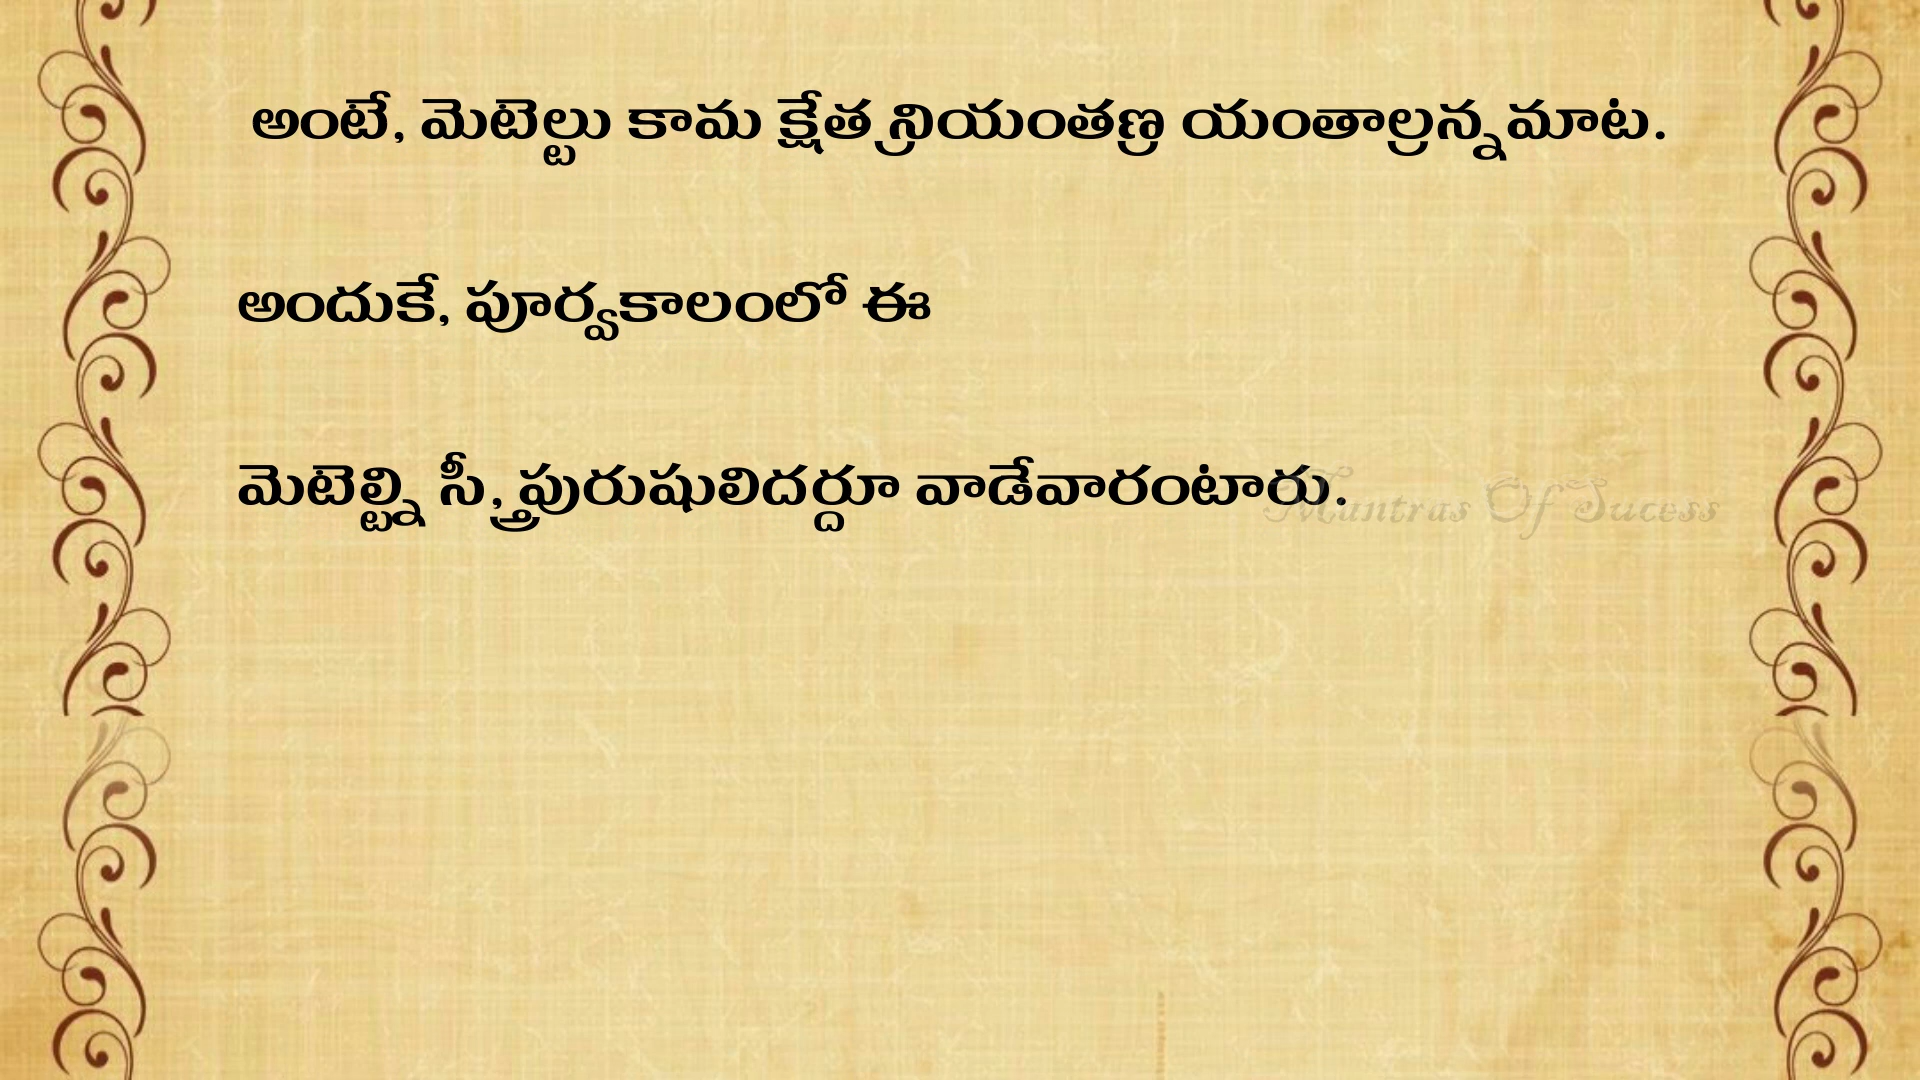 అంటే, మెటెల్టు కామ క్షేత్ర నియంత్రణ యంత్రాలన్నమాట.
అందుకే, పూర్వకాలంలో ఈ
మెటెల్ట్ని స్త్రీ, పురుషులిద్దరూ వాడేవారంటారు.
Mantras Of Sucess